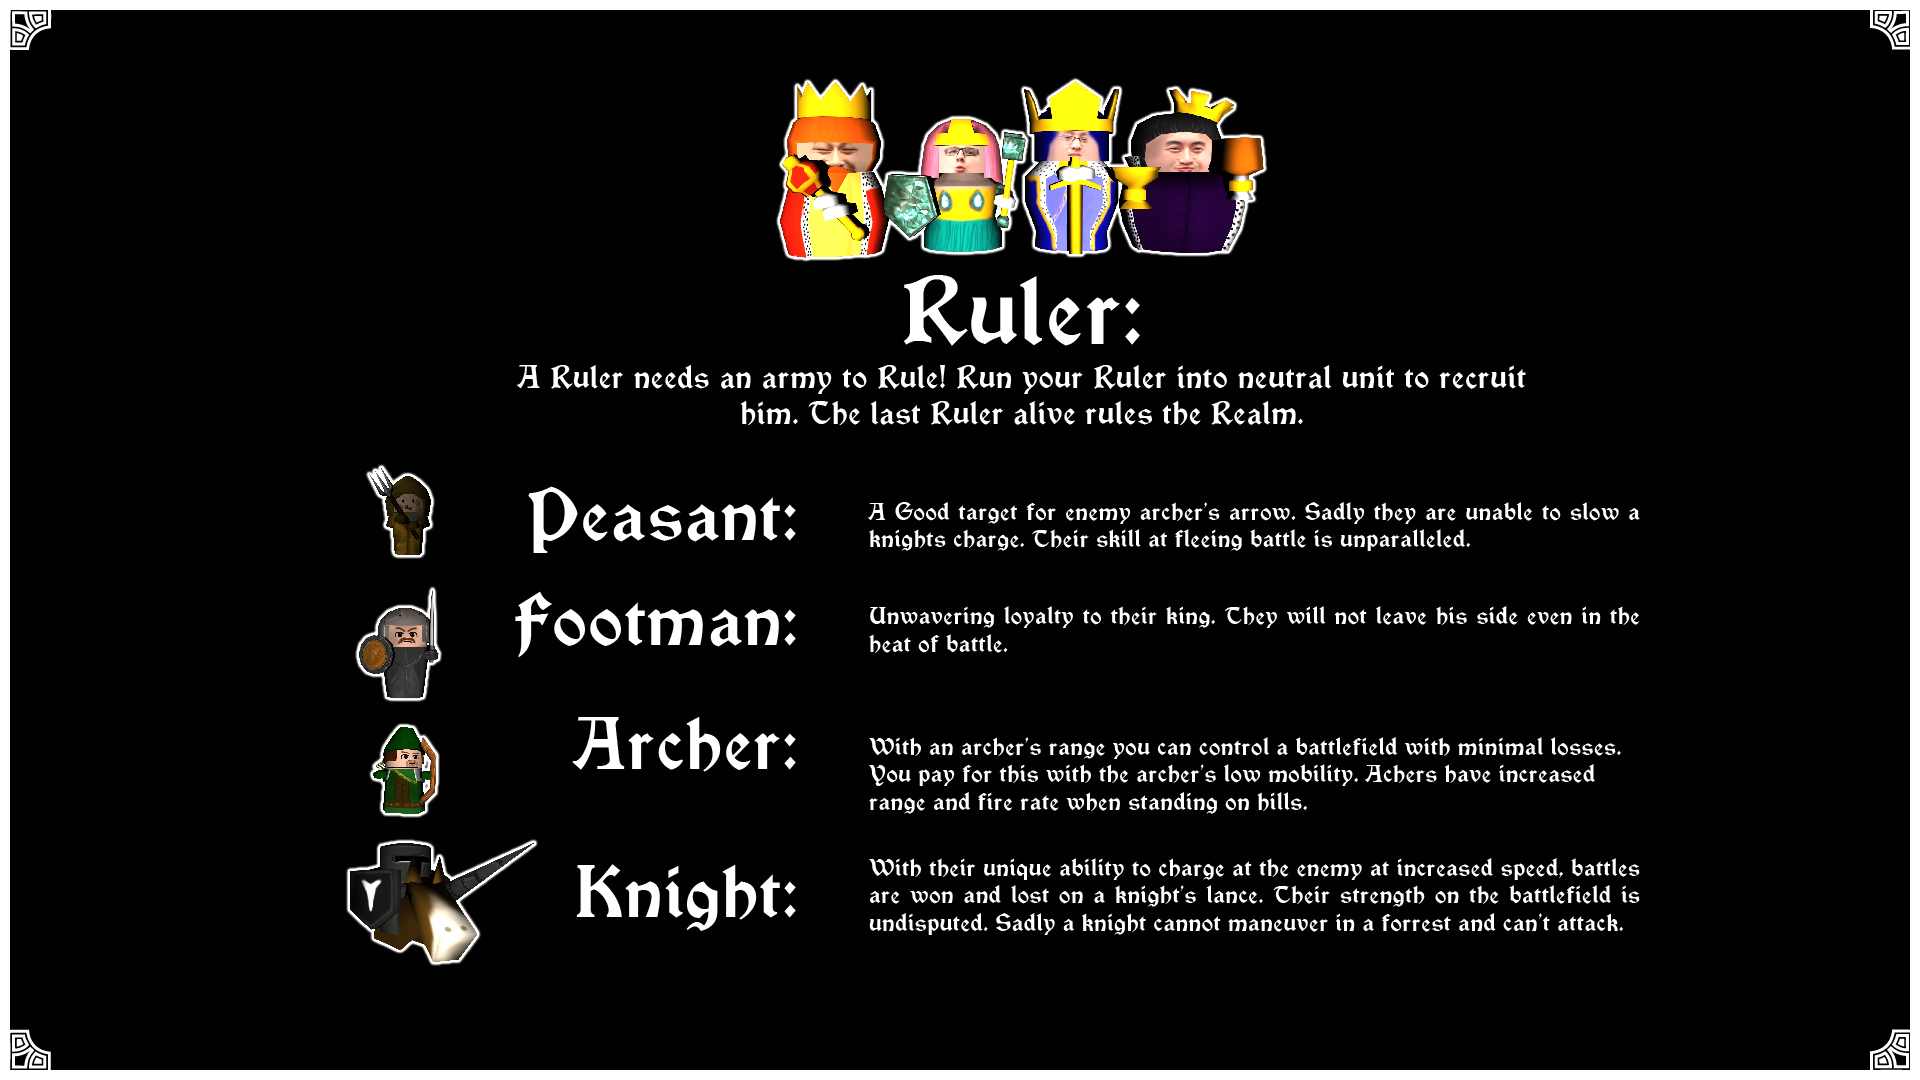 Ruler:
A Ruler needs an army to Rule! Run your Ruler into neutral unit to recruit
him. The last Ruler alive rules the Realm.
Peasant:
A Good target for enemy archer's arrow. Sadly they are unable to slow a
knights charge. Their skill at fleeing battle is unparalleled.
Footman:
Unwavering loyalty to their king. They will not leave his side even in the
heat of battle.
Archer:
With an archer's range you can control a battlefield with minimal losses.
You pay for this with the archer's low mobility. Achers have increased
range and fire rate when standing on hills.
Knight:
With their unique ability to charge at the enemy at increased speed, battles
are won and lost on a knight's lance. Their strength on the battlefield is
undisputed. Sadly a knight cannot maneuver in a forrest and can't attack.